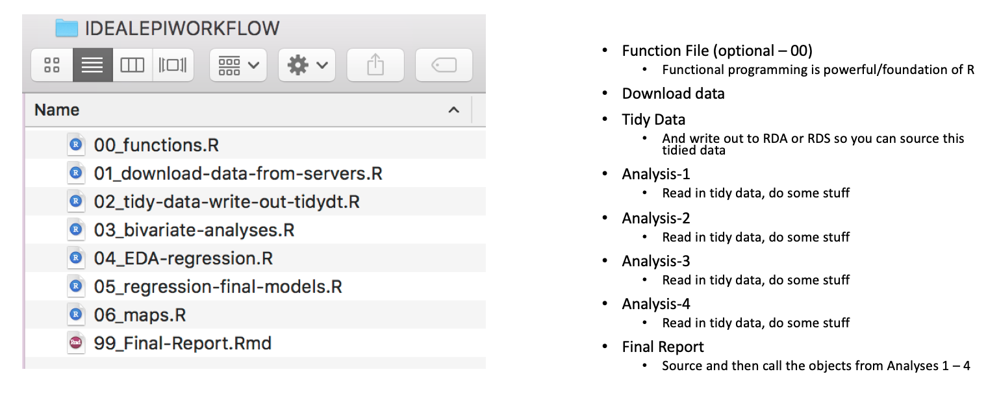 IDEALEPIWORKFLOW
Name
00_functions.R
01_download-data-from-servers.R
02_tidy-data-write-out-tidydt.R
03_bivariate-analyses.R
04_EDA-regression.R
05_regression-final-models.R
06_maps.R
99_Final-Report.Rmd
• Function File (optional – 00)
• Functional programming is powerful/foundation of R
• Download data
• Tidy Data
• And write out to RDA or RDS so you can source this
tidied data
• Analysis-1
• Read in tidy data, do some stuff
• Analysis-2
• Read in tidy data, do some stuff
• Analysis-3
• Read in tidy data, do some stuff
• Analysis-4
• Read in tidy data, do some stuff
• Final Report
• Source and then call the objects from Analyses 1 – 4